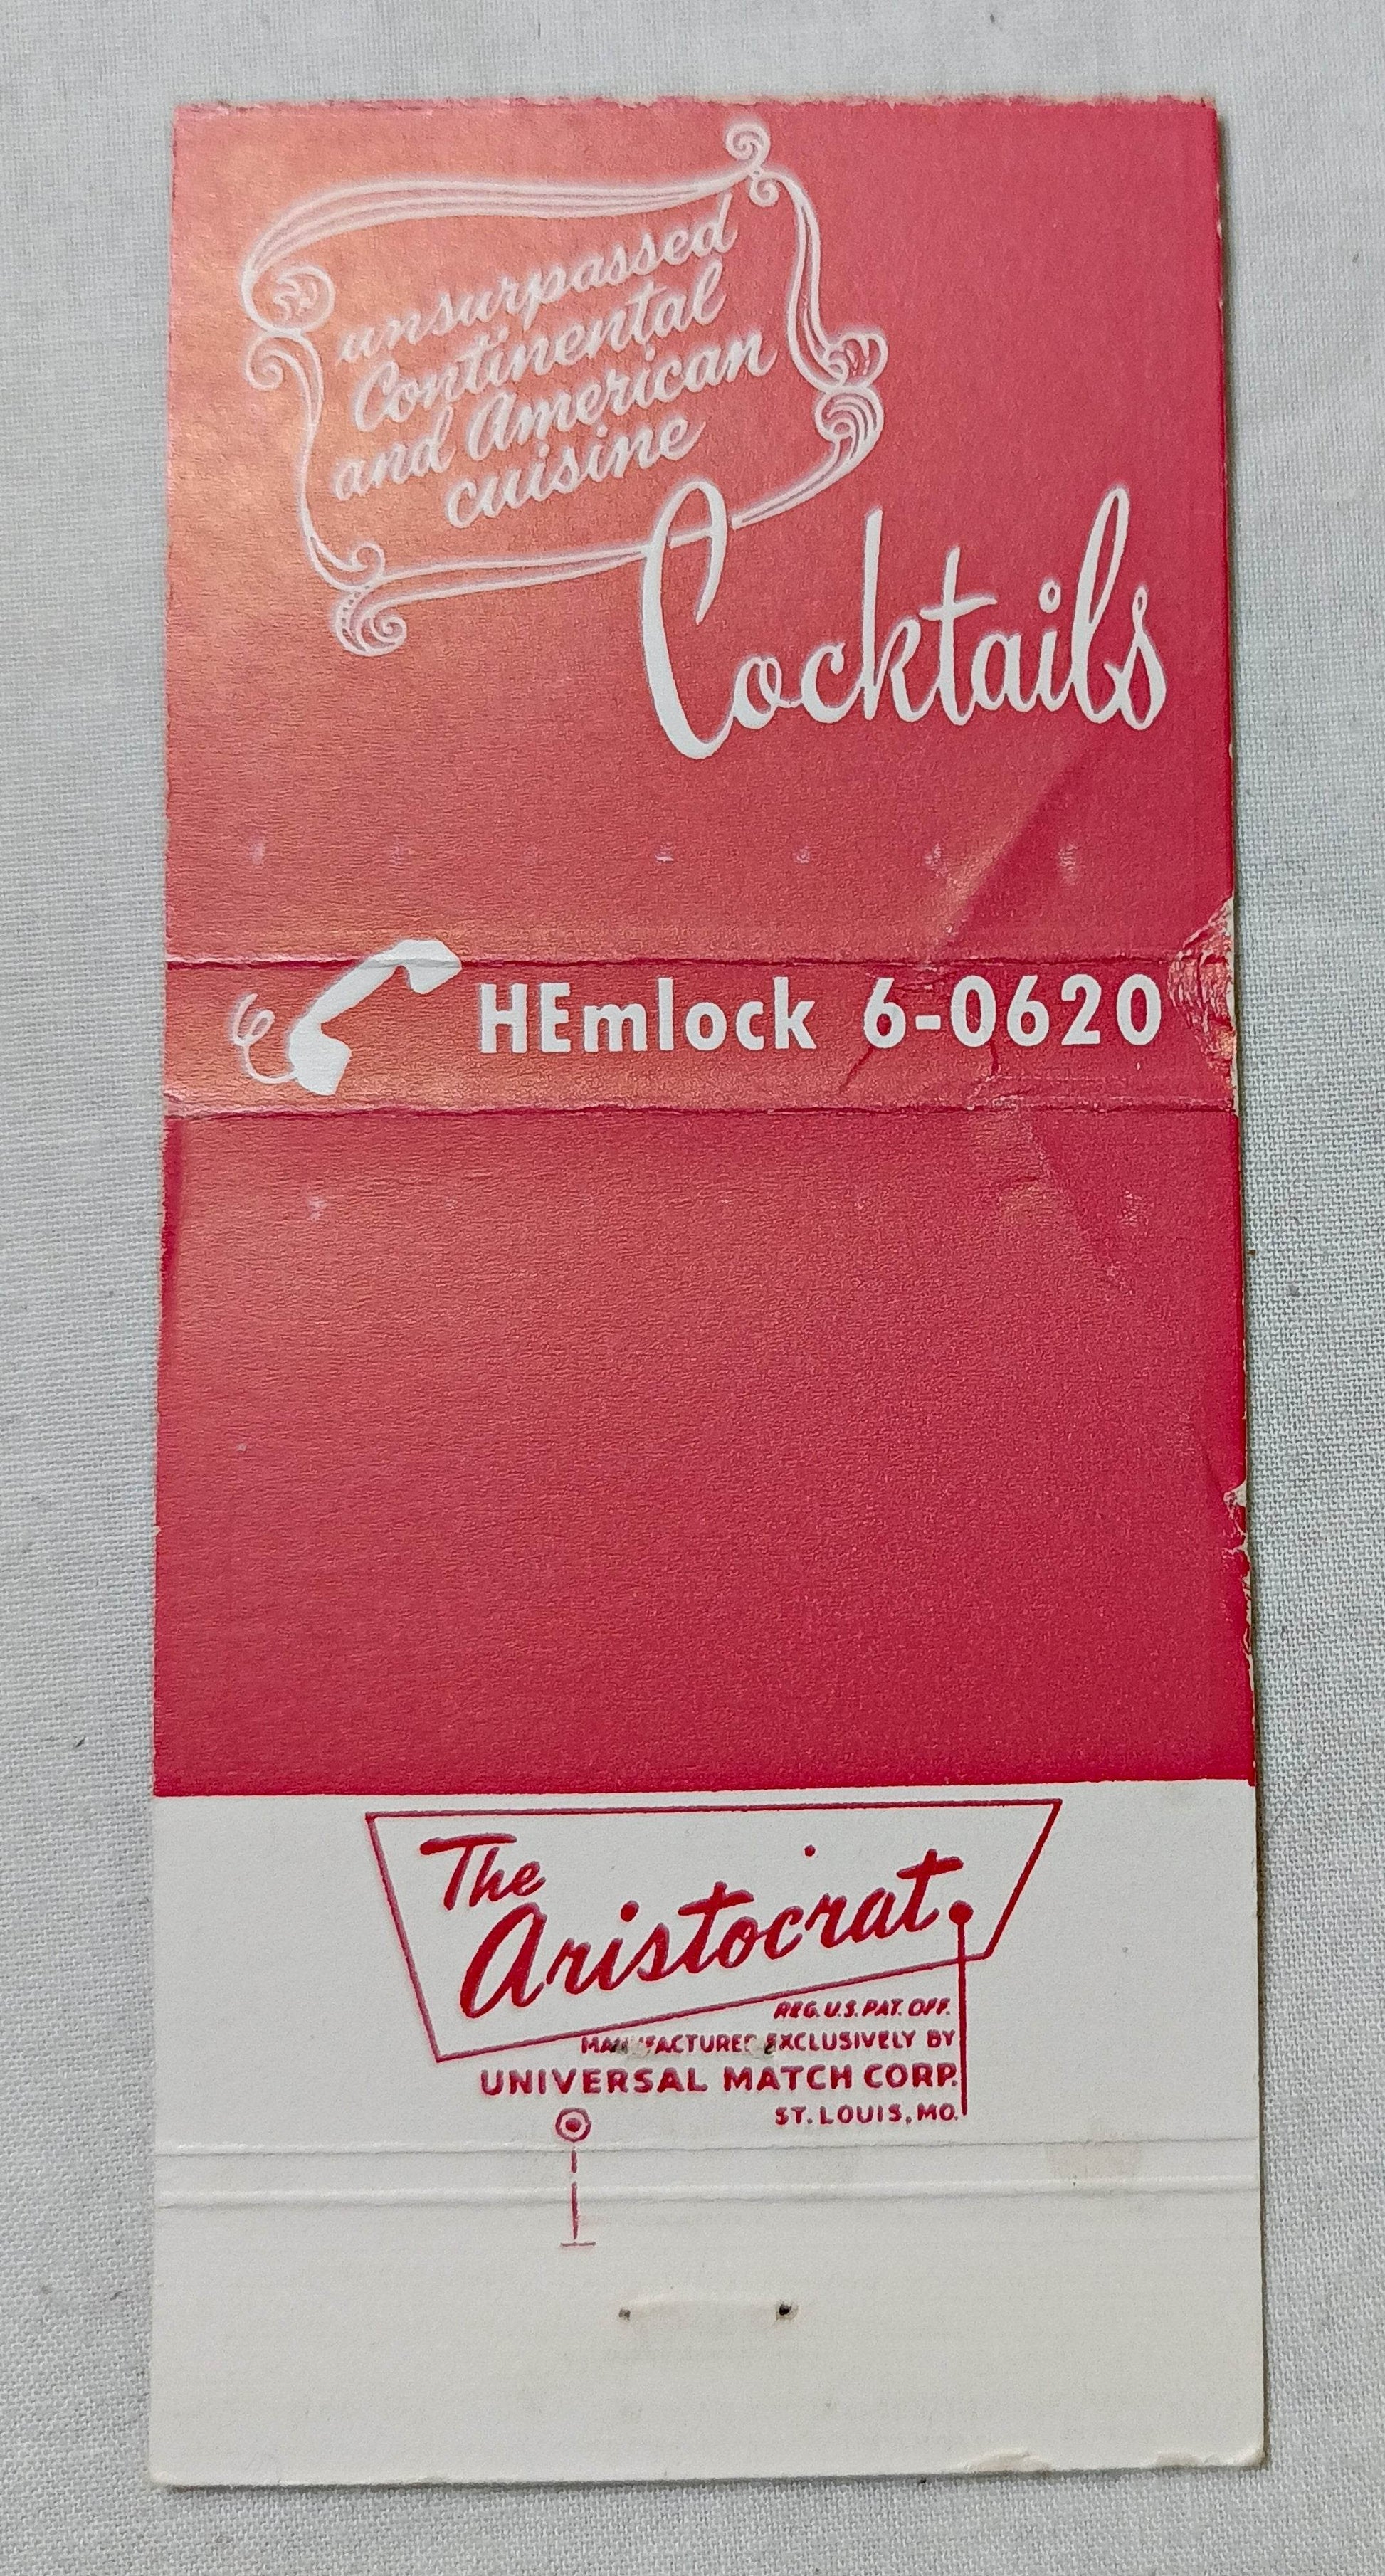 unsurpassed
Continental
and American
cuisine
Cocktails
HEmlock 6-0620
The
Aristocrat
REG. U.S. PAT. OFF.
MANUFACTURED EXCLUSIVELY BY
UNIVERSAL MATCH CORP.
ST. LOUIS, MO.